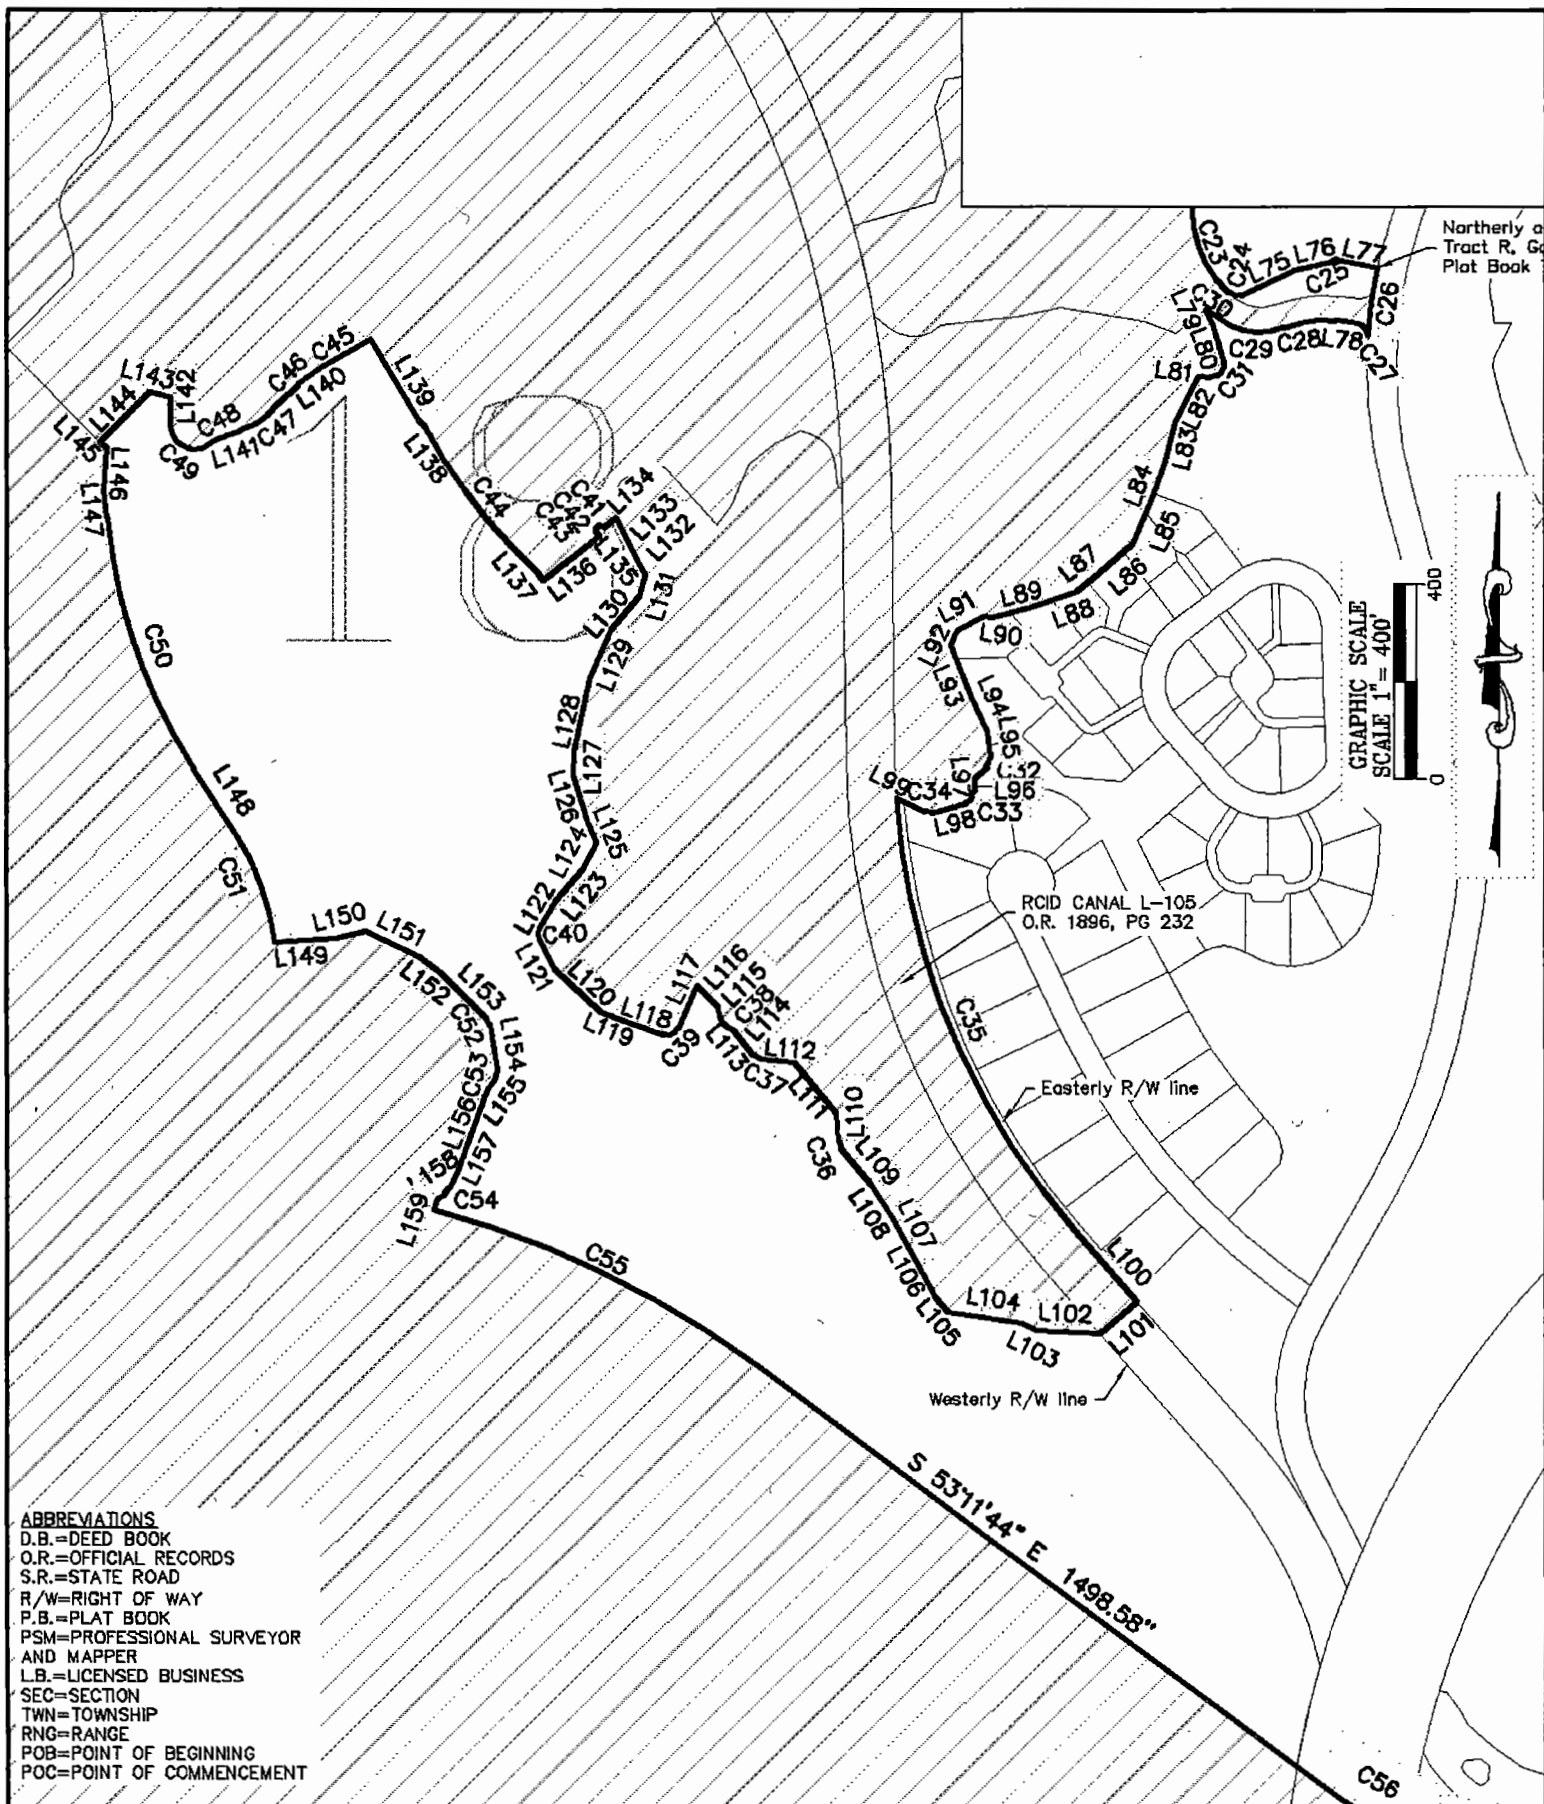 Northerly a
Tract R, Go
Plat Book
C23
C24
L75
L76
L77
C25
C26
C30
L79
L80
C29
C28
L78
C27
L81
C31
L82
L83
L84
L85
L86
L87
L88
L89
L90
L91
L92
L93
L94
L95
C32
L97
L96
C33
L98
C34
L99
C45
C46
L140
L139
L143
L142
L144
C48
C47
L141
C49
L145
L146
L147
L138
C44
C41
C42
C43
L134
L133
L132
L135
L136
L137
L131
L130
L129
18
C50
L128
L127
L126
L125
L124
L123
L122
L148
C51
C40
L121
L120
L150
L149
L151
L152
L153
C52
L154
C53
L155
L156
L157
'158
L159
C54
C55
L119
L118
L117
C39
L116
L115
C38
L114
L113
C37
L112
L111
L110
C36
L109
L108
L107
L106
L105
L104
L103
L102
L101
L100
C35
GRAPHIC SCALE
SCALE 1"= 400'
400
0
RCID CANAL L-105
O.R. 1896, PG 232
Easterly R/W line
Westerly R/W line
S 53°11'44" E 1498.58"
C56
ABBREVIATIONS
D.B.=DEED BOOK
O.R.=OFFICIAL RECORDS
S.R.=STATE ROAD
R/W=RIGHT OF WAY
P.B.=PLAT BOOK
PSM=PROFESSIONAL SURVEYOR
AND MAPPER
L.B.=LICENSED BUSINESS
SEC=SECTION
TWN=TOWNSHIP
RNG=RANGE
POB=POINT OF BEGINNING
POC=POINT OF COMMENCEMENT